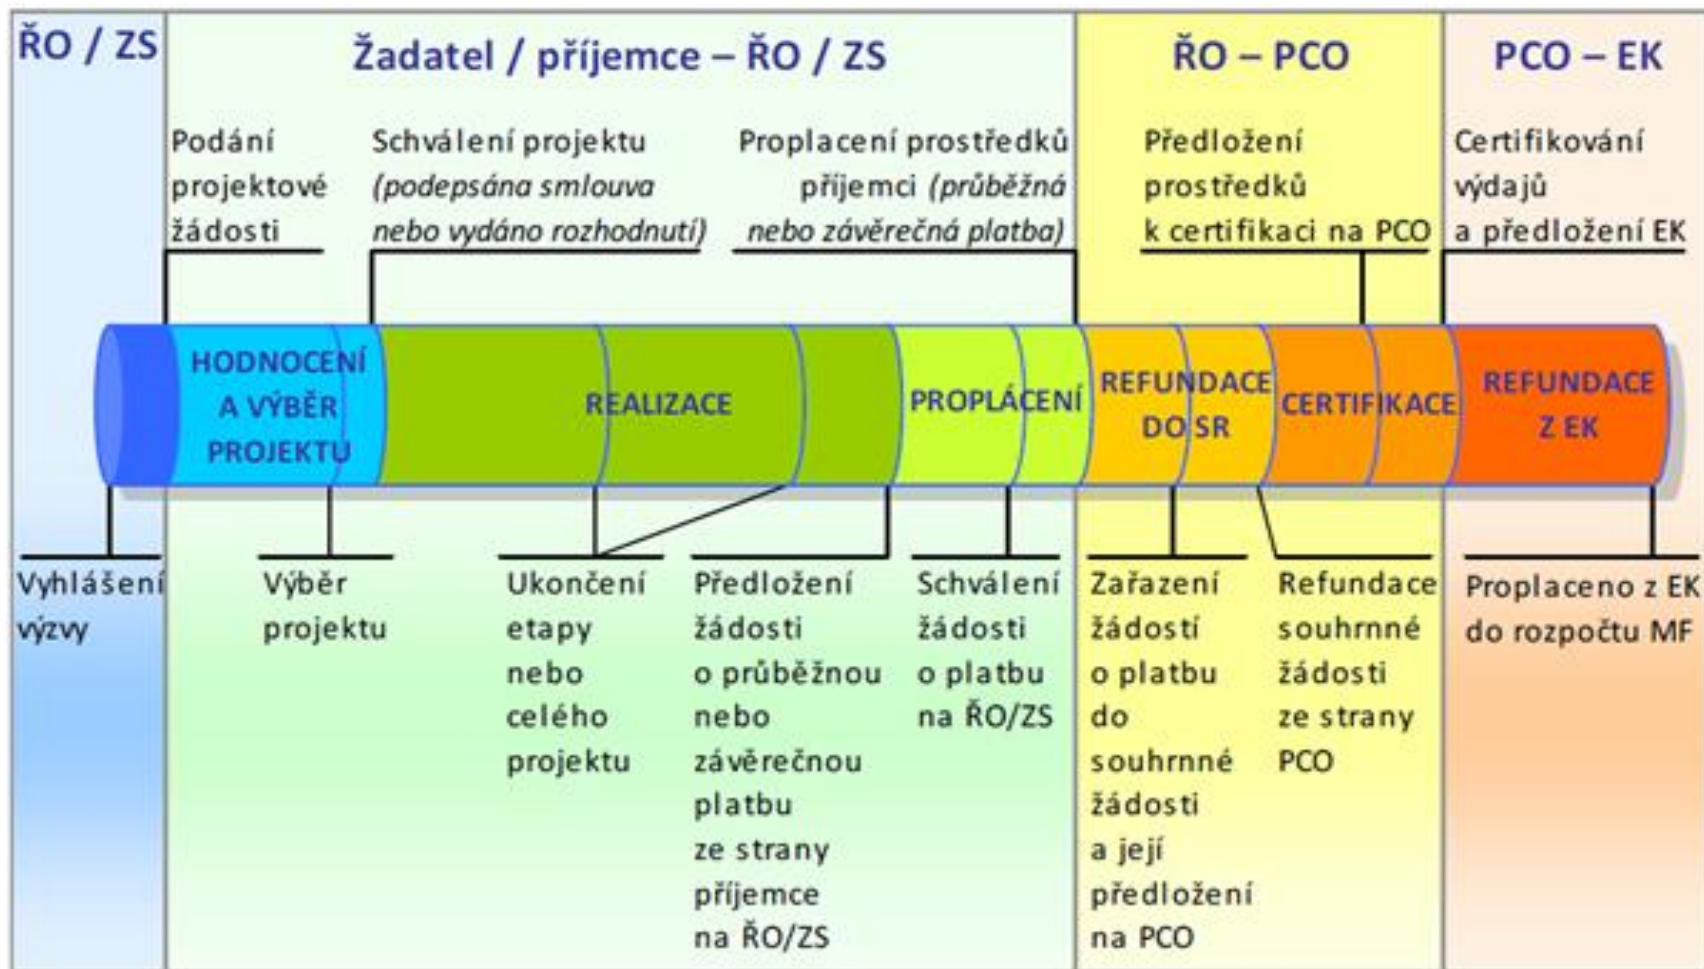 ŘO / ZS
Žadatel / příjemce – ŘO / ZS
ŘO – PCO
PCO – EK
Podání
projektové
žádosti
Schválení projektu
(podepsána smlouva
nebo vydáno rozhodnutí)
Proplacení prostředků
příjemci (průběžná
nebo závěrečná platba)
Předložení
prostředků
k certifikaci na PCO
Certifikování
výdajů
a předložení EK
HODNOCENÍ
A VÝBĚR
PROJEKTU
REALIZACE
PROPLÁCENÍ
REFUNDACE
DO SR
CERTIFIKACE
REFUNDACE
Z EK
Vyhlášení
výzvy
Výběr
projektu
Ukončení
etapy
nebo
celého
projektu
Předložení
žádosti
o průběžnou
nebo
závěrečnou
platbu
ze strany
příjemce
na ŘO/ZS
Schválení
žádosti
o platbu
na ŘO/ZS
Zařazení
žádostí
o platbu
do
souhrnné
žádosti
a její
předložení
na PCO
Refundace
souhrnné
žádosti
ze strany
PCO
Proplaceno z EK
do rozpočtu MF